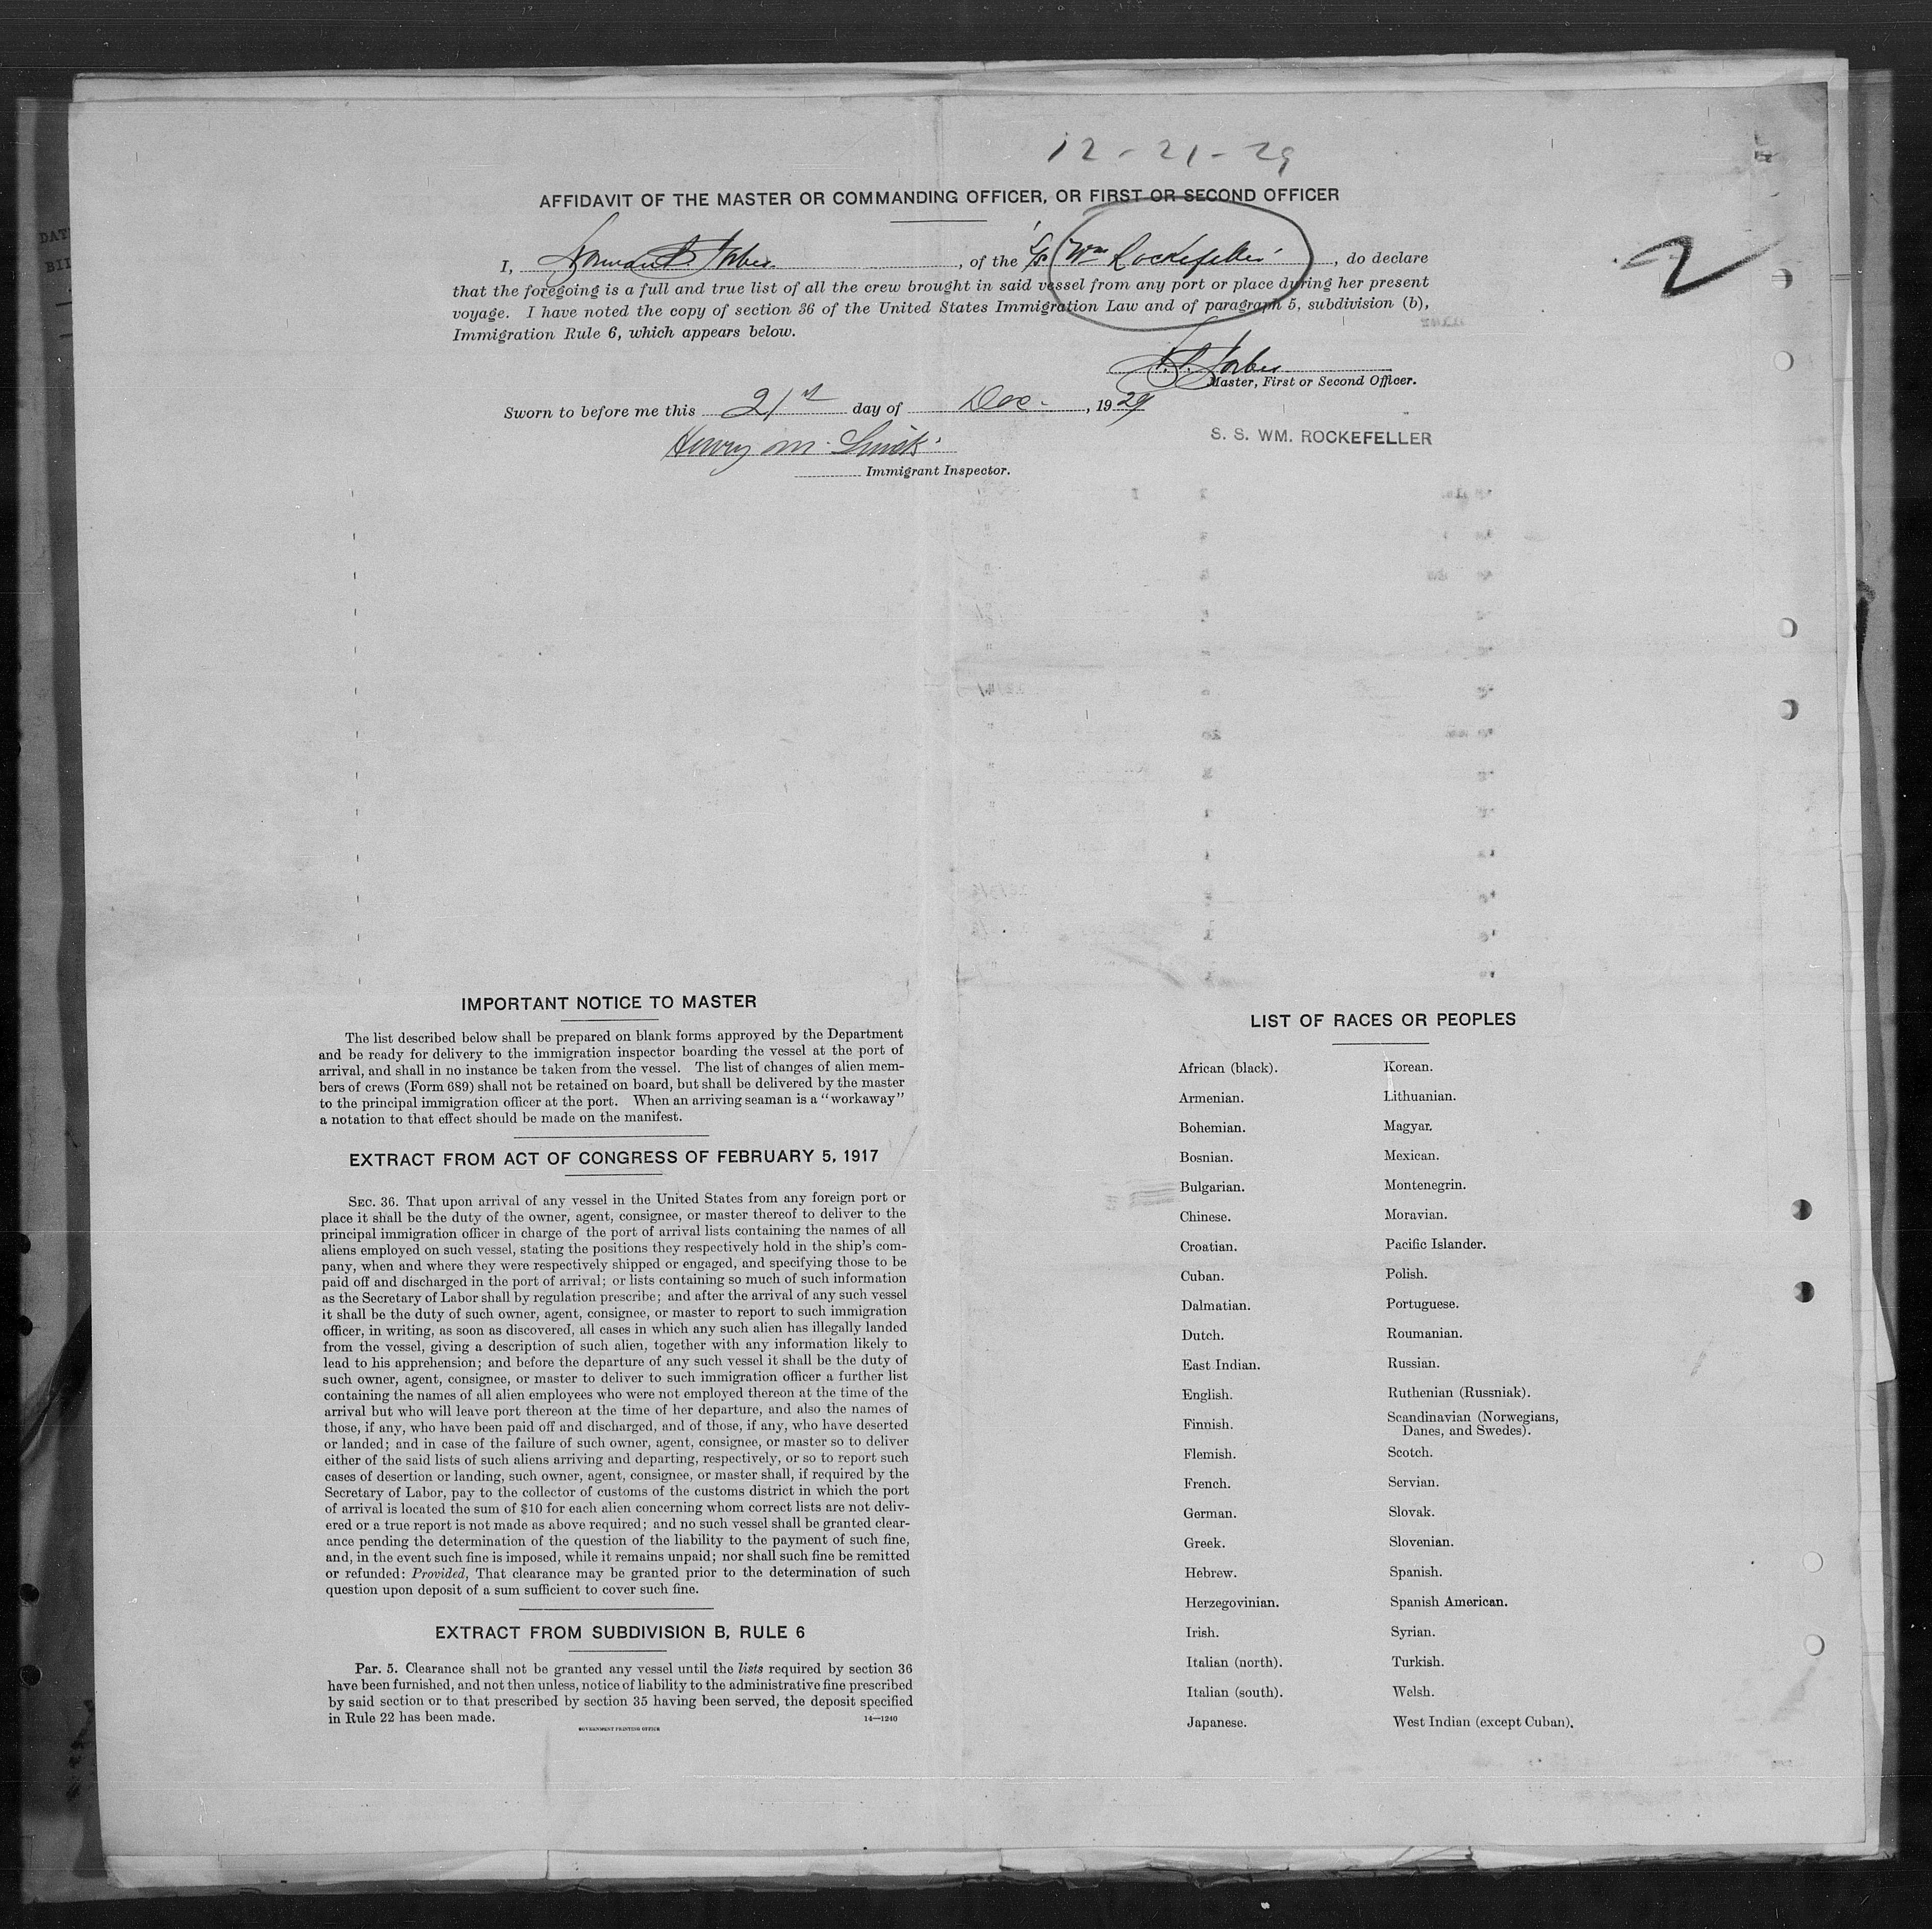 12-21-29
AFFIDAVIT OF THE MASTER OR COMMANDING OFFICER, OR FIRST OR SECOND OFFICER
I, Norman Forbes, of the Wm Rockefeller, do declare
that the foregoing is a full and true list of all the crew brought in said vessel from any port or place during her present
voyage. I have noted the copy of section 36 of the United States Immigration Law and of paragraph 5, subdivision (b),
Immigration Rule 6, which appears below.
2
Forbes
Master, First or Second Officer.
Sworn to before me this 21st day of Dec. , 1929
Henry M. Smith
S. S. WM. ROCKEFELLER
Immigrant Inspector.
IMPORTANT NOTICE TO MASTER
The list described below shall be prepared on blank forms approved by the Department
and be ready for delivery to the immigration inspector boarding the vessel at the port of
arrival, and shall in no instance be taken from the vessel. The list of changes of alien mem-
bers of crews (Form 689) shall not be retained on board, but shall be delivered by the master
to the principal immigration officer at the port. When an arriving seaman is a "workaway"
a notation to that effect should be made on the manifest.
EXTRACT FROM ACT OF CONGRESS OF FEBRUARY 5, 1917
SEC. 36. That upon arrival of any vessel in the United States from any foreign port or
place it shall be the duty of the owner, agent, consignee, or master thereof to deliver to the
principal immigration officer in charge of the port of arrival lists containing the names of all
aliens employed on such vessel, stating the positions they respectively hold in the ship's com-
pany, when and where they were respectively shipped or engaged, and specifying those to be
paid off and discharged in the port of arrival; or lists containing so much of such information
as the Secretary of Labor shall by regulation prescribe; and after the arrival of any such vessel
it shall be the duty of such owner, agent, consignee, or master to report to such immigration
officer, in writing, as soon as discovered, all cases in which any such alien has illegally landed
from the vessel, giving a description of such alien, together with any information likely to
lead to his apprehension; and before the departure of any such vessel it shall be the duty of
such owner, agent, consignee, or master to deliver to such immigration officer a further list
containing the names of all alien employees who were not employed thereon at the time of the
arrival but who will leave port thereon at the time of her departure, and also the names of
those, if any, who have been paid off and discharged, and of those, if any, who have deserted
or landed; and in case of the failure of such owner, agent, consignee, or master so to deliver
either of the said lists of such aliens arriving and departing, respectively, or so to report such
cases of desertion or landing, such owner, agent, consignee, or master shall, if required by the
Secretary of Labor, pay to the collector of customs of the customs district in which the port
of arrival is located the sum of $10 for each alien concerning whom correct lists are not deliv-
ered or a true report is not made as above required; and no such vessel shall be granted clear-
ance pending the determination of the question of the liability to the payment of such fine,
and, in the event such fine is imposed, while it remains unpaid; nor shall such fine be remitted
or refunded: Provided, That clearance may be granted prior to the determination of such
question upon deposit of a sum sufficient to cover such fine.
EXTRACT FROM SUBDIVISION B, RULE 6
Par. 5. Clearance shall not be granted any vessel until the lists required by section 36
have been furnished, and not then unless, notice of liability to the administrative fine prescribed
by said section or to that prescribed by section 35 having been served, the deposit specified
in Rule 22 has been made.
14—1240
GOVERNMENT PRINTING OFFICE
LIST OF RACES OR PEOPLES
African (black).
Armenian.
Bohemian.
Bosnian.
Bulgarian.
Chinese.
Croatian.
Cuban.
Dalmatian.
Dutch.
East Indian.
English.
Finnish.
Flemish.
French.
German.
Greek.
Hebrew.
Herzegovinian.
Irish.
Italian (north).
Italian (south).
Japanese.
Korean.
Lithuanian.
Magyar.
Mexican.
Montenegrin.
Moravian.
Pacific Islander.
Polish.
Portuguese.
Roumanian.
Russian.
Ruthenian (Russniak).
Scandinavian (Norwegians,
Danes, and Swedes).
Scotch.
Servian.
Slovak.
Slovenian.
Spanish.
Spanish American.
Syrian.
Turkish.
Welsh.
West Indian (except Cuban).